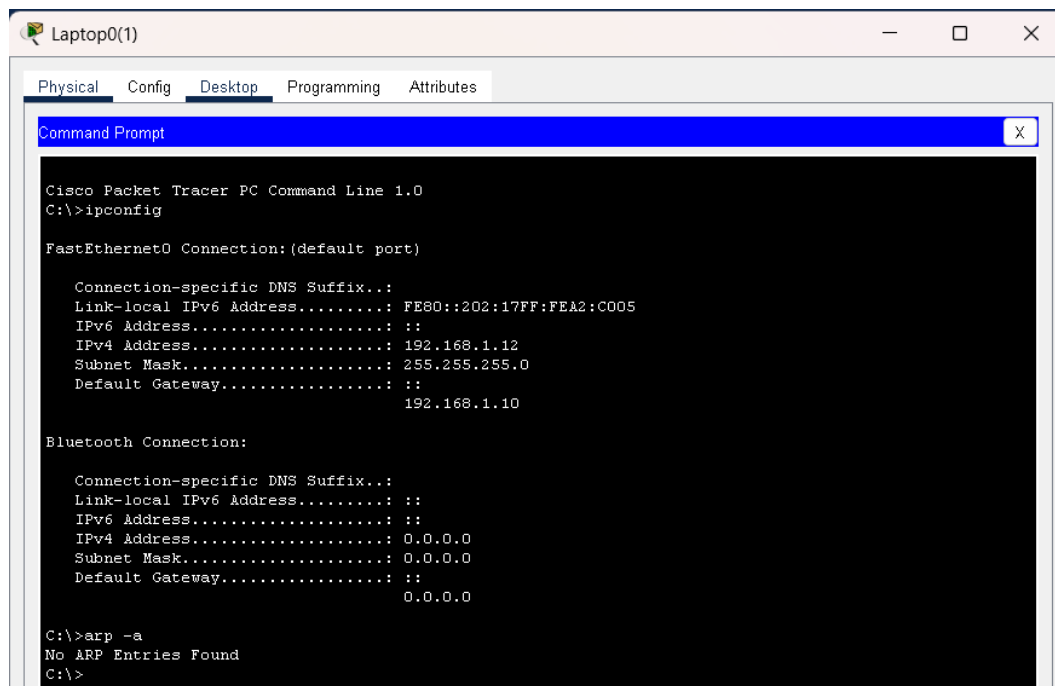 Laptop0(1)
Physical Config Desktop Programming Attributes
Command Prompt
X
Cisco Packet Tracer PC Command Line 1.0
C:\>ipconfig
FastEthernet0 Connection:(default port)
Connection-specific DNS Suffix..:
Link-local IPv6 Address.........: FE80::202:17FF:FEA2:C005
IPv6 Address....................: ::
IPv4 Address....................: 192.168.1.12
Subnet Mask.....................: 255.255.255.0
Default Gateway.................: ::
192.168.1.10
Bluetooth Connection:
Connection-specific DNS Suffix..:
Link-local IPv6 Address.........: ::
IPv6 Address....................: ::
IPv4 Address....................: 0.0.0.0
Subnet Mask.....................: 0.0.0.0
Default Gateway.................: ::
0.0.0.0
C:\>arp -a
No ARP Entries Found
C:\>